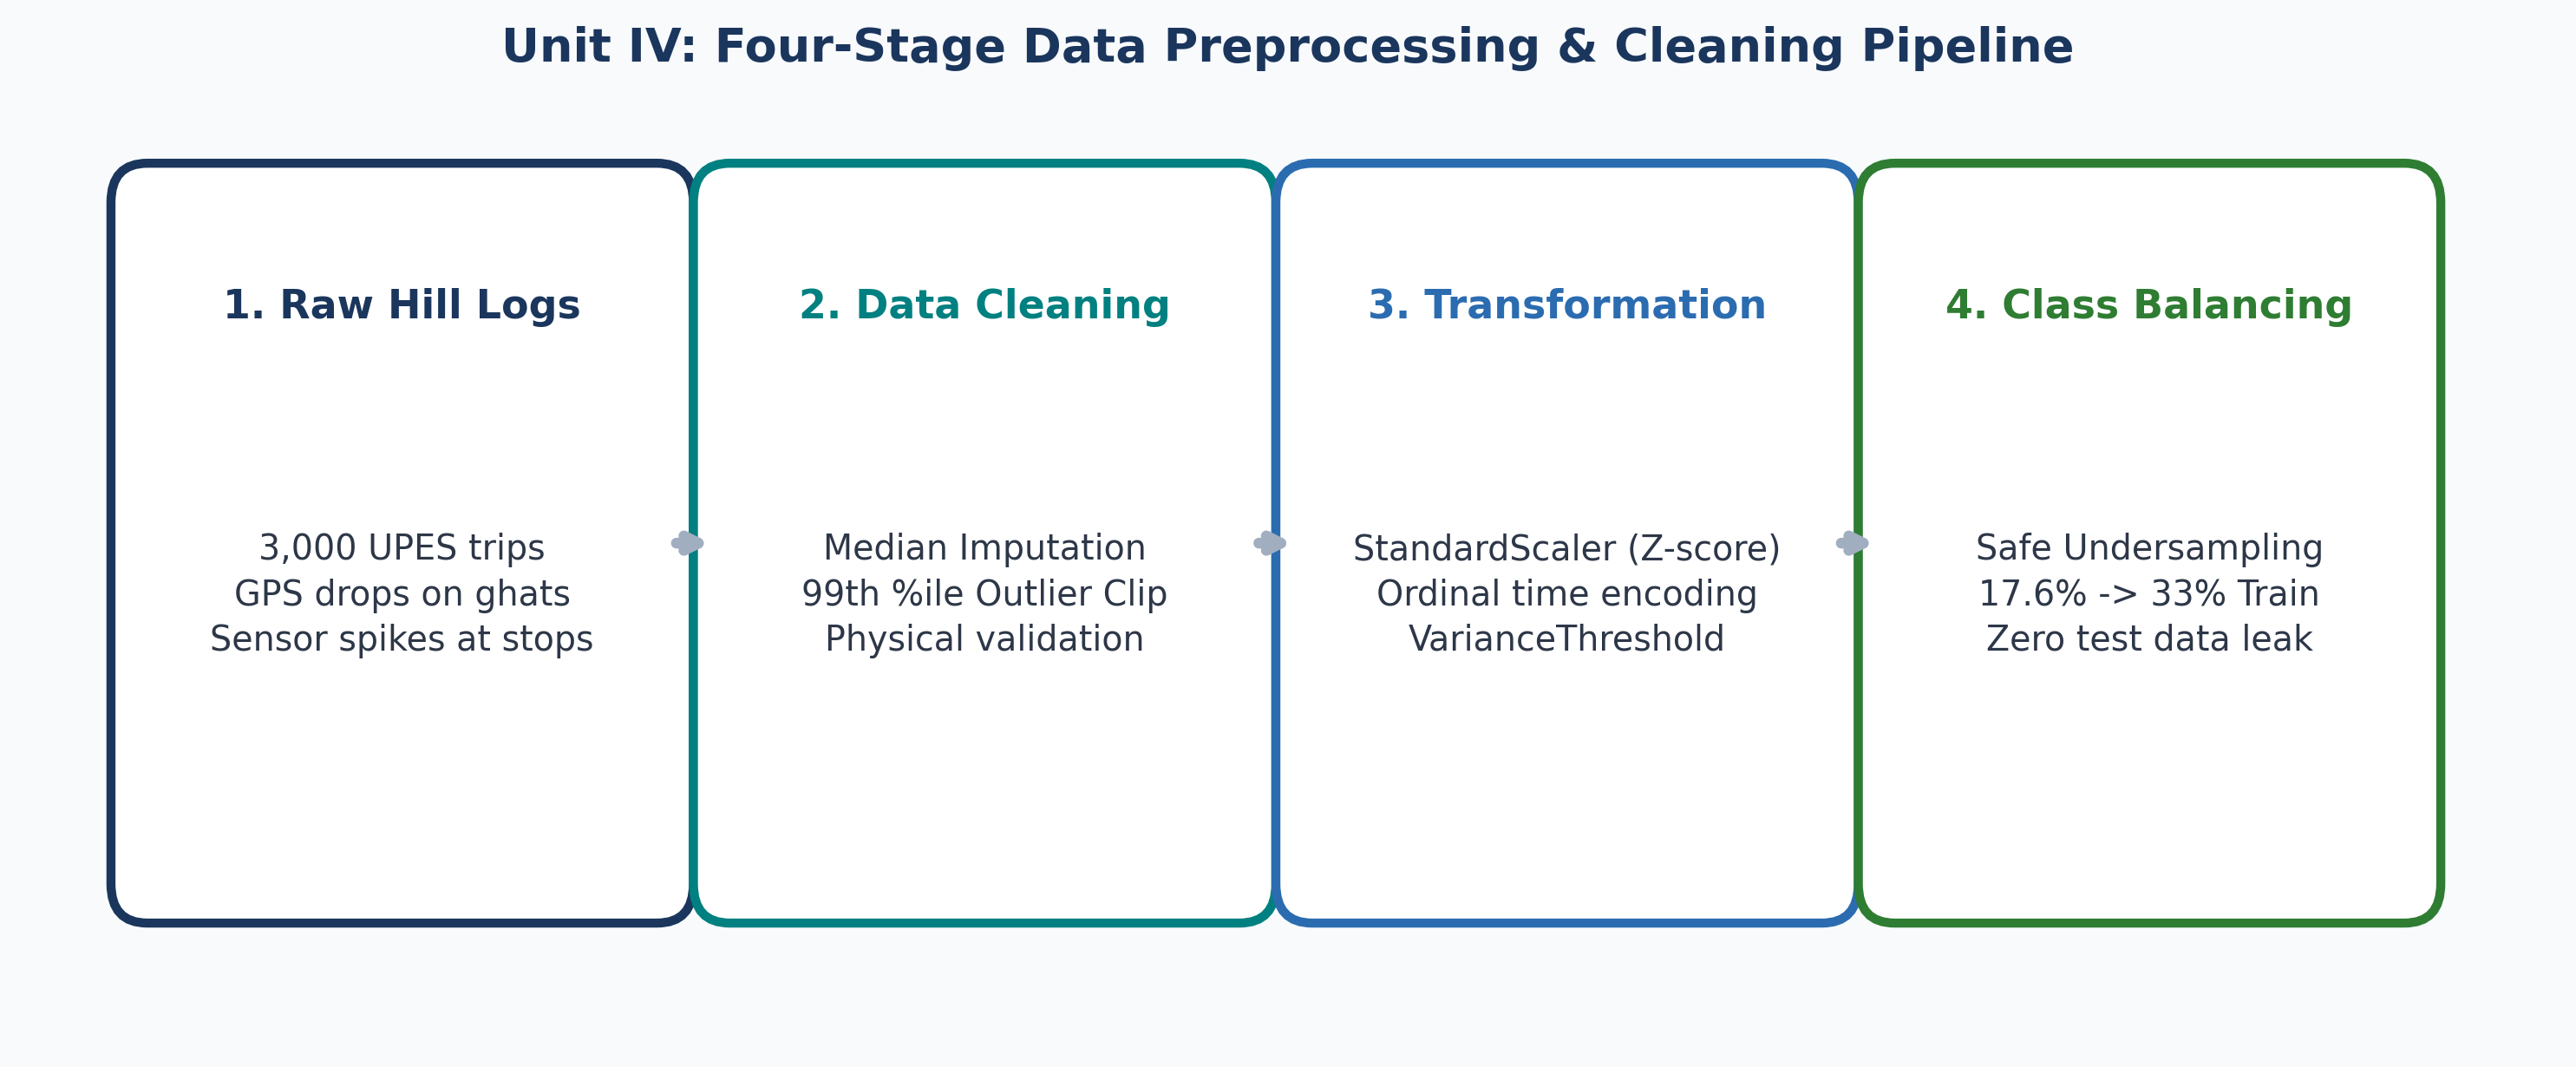 Unit IV: Four-Stage Data Preprocessing & Cleaning Pipeline
1. Raw Hill Logs
3,000 UPES trips
GPS drops on ghats
Sensor spikes at stops
2. Data Cleaning
Median Imputation
99th %ile Outlier Clip
Physical validation
3. Transformation
StandardScaler (Z-score)
Ordinal time encoding
VarianceThreshold
4. Class Balancing
Safe Undersampling
17.6% -> 33% Train
Zero test data leak